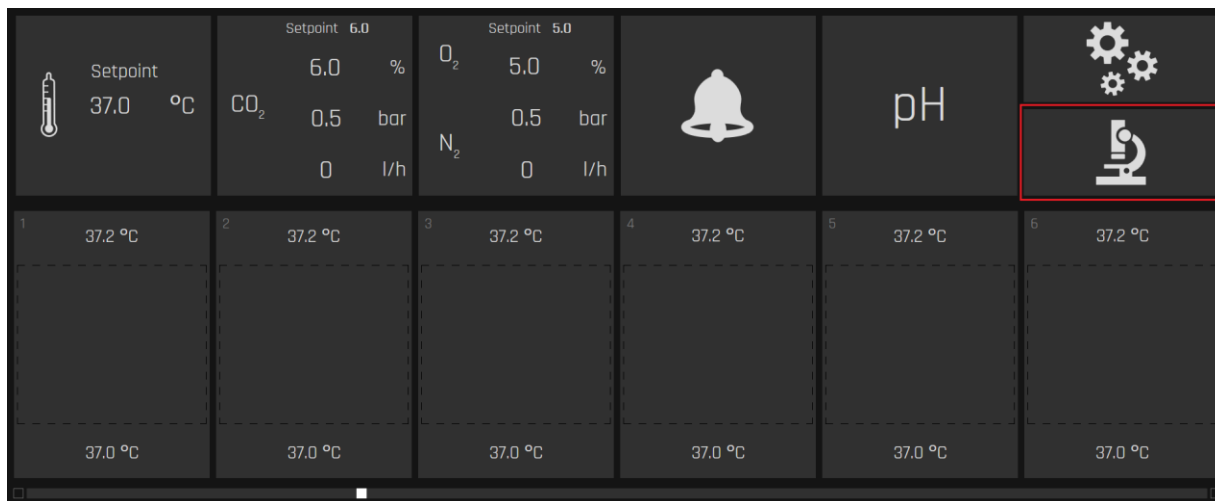 Setpoint
37.0 °C
Setpoint 6.0
CO₂
6.0 %
0.5 bar
0 l/h
Setpoint 5.0
O₂ 5.0 %
0.5 bar
N₂
0 l/h
pH
1 37.2 °C
37.0 °C
2 37.2 °C
37.0 °C
3 37.2 °C
37.0 °C
4 37.2 °C
37.0 °C
5 37.2 °C
37.0 °C
6 37.2 °C
37.0 °C